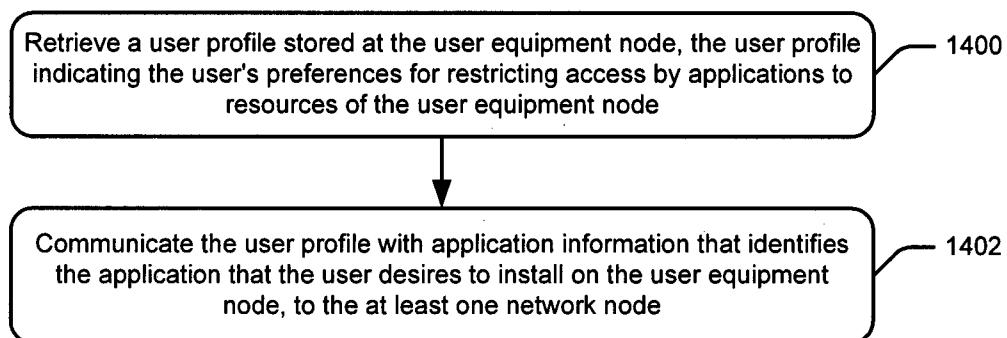 Retrieve a user profile stored at the user equipment node, the user profile
indicating the user's preferences for restricting access by applications to
resources of the user equipment node
1400
Communicate the user profile with application information that identifies
the application that the user desires to install on the user equipment
node, to the at least one network node
1402